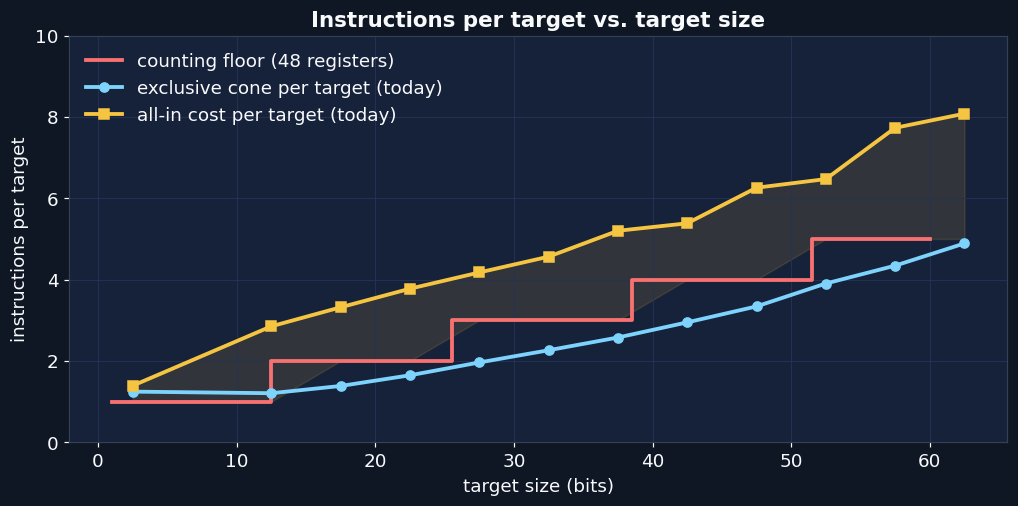 Instructions per target vs. target size
counting floor (48 registers)
exclusive cone per target (today)
all-in cost per target (today)
instructions per target
10
8
6
4
2
0
0 10 20 30 40 50 60
target size (bits)